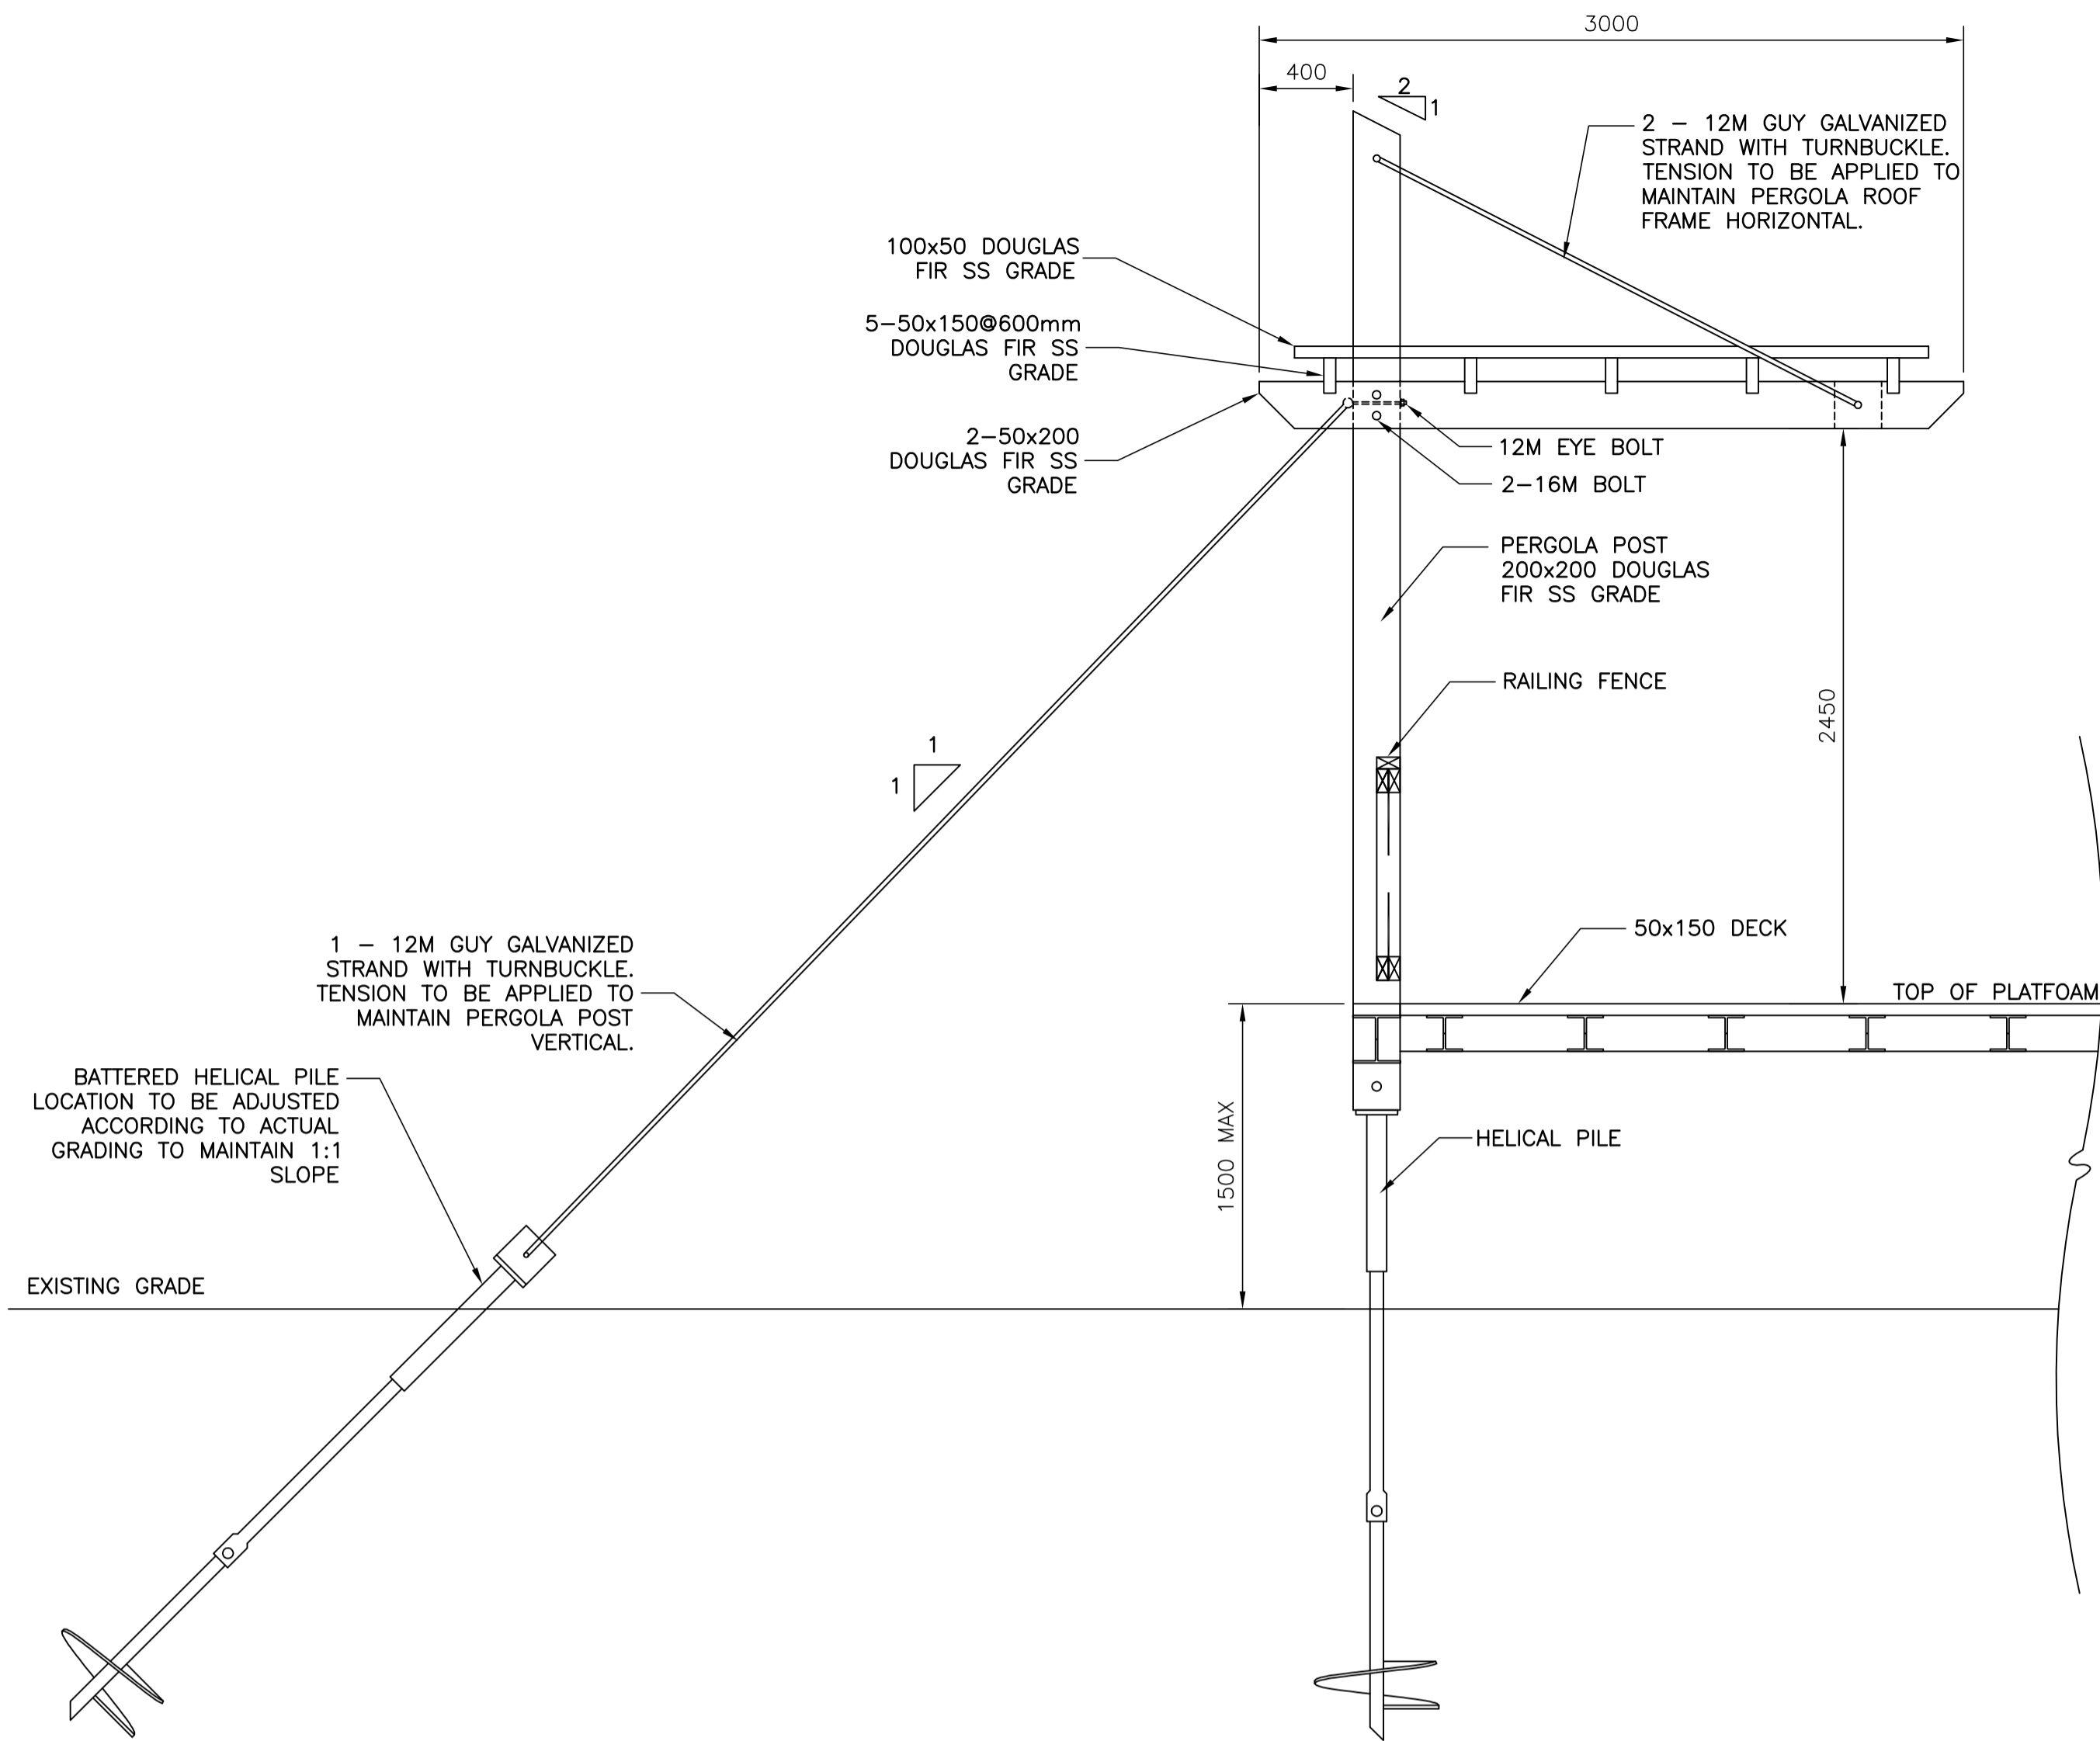 3000
400
2
1
2 - 12M GUY GALVANIZED
STRAND WITH TURNBUCKLE.
TENSION TO BE APPLIED TO
MAINTAIN PERGOLA ROOF
FRAME HORIZONTAL.
100x50 DOUGLAS
FIR SS GRADE
5-50x150@600mm
DOUGLAS FIR SS
GRADE
2-50x200
DOUGLAS FIR SS
GRADE
12M EYE BOLT
2-16M BOLT
PERGOLA POST
200x200 DOUGLAS
FIR SS GRADE
RAILING FENCE
2450
1
1
50x150 DECK
TOP OF PLATFOAM
1 - 12M GUY GALVANIZED
STRAND WITH TURNBUCKLE.
TENSION TO BE APPLIED TO
MAINTAIN PERGOLA POST
VERTICAL.
BATTERED HELICAL PILE
LOCATION TO BE ADJUSTED
ACCORDING TO ACTUAL
GRADING TO MAINTAIN 1:1
SLOPE
1500 MAX
HELICAL PILE
EXISTING GRADE